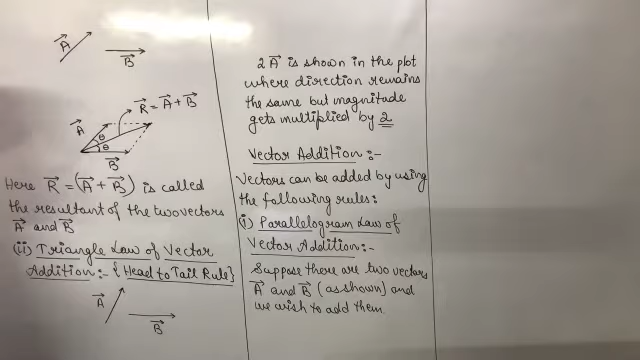 A⃗
B⃗
A⃗
R⃗ = A⃗ + B⃗
θ
θ
B⃗
Here R⃗ = (A⃗ + B⃗) is called
the resultant of the two vectors
A⃗ and B⃗
(ii) Triangle Law of Vector
Addition:- {Head to Tail Rule}
A⃗
B⃗
2A⃗ is shown in the plot
where direction remains
the same but magnitude
gets multiplied by 2
Vector Addition:-
Vectors can be added by using
the following rules:
(i) Parallelogram Law of
Vector Addition:-
Suppose there are two vectors
A⃗ and B⃗ (as shown) and
we wish to add them.